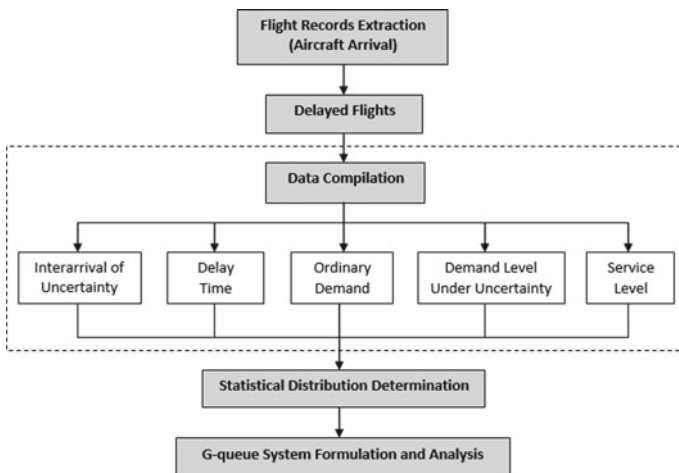 Flight Records Extraction
(Aircraft Arrival)
Delayed Flights
Data Compilation
Interarrival of
Uncertainty
Delay
Time
Ordinary
Demand
Demand Level
Under Uncertainty
Service
Level
Statistical Distribution Determination
G-queue System Formulation and Analysis